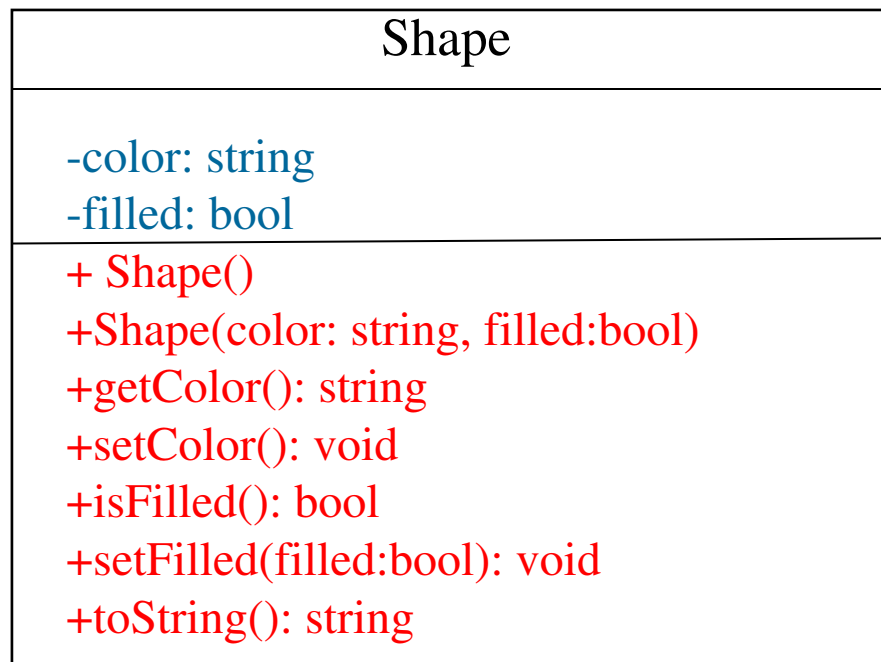 Shape
-color: string
-filled: bool
+ Shape()
+Shape(color: string, filled:bool)
+getColor(): string
+setColor(): void
+isFilled(): bool
+setFilled(filled:bool): void
+toString(): string